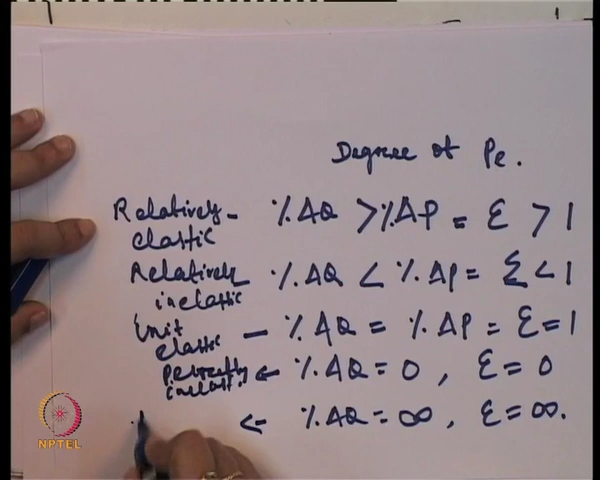 Degree of Pe.
Relatively - %ΔQ > %ΔP = Ɛ > 1
elastic
Relatively %ΔQ < %ΔP = Ɛ < 1
inelastic
Unit — %ΔQ = %ΔP = Ɛ = 1
elastic
perfectly ← %ΔQ = 0, Ɛ = 0
inelastic
← %ΔQ = ∞, Ɛ = ∞.
NPTEL